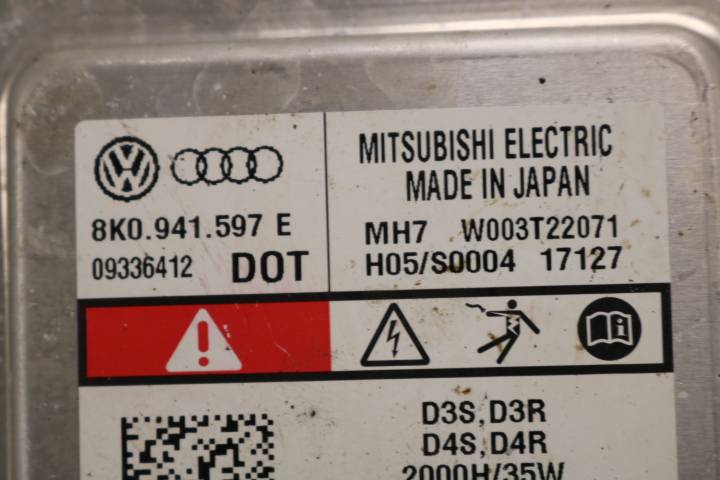 8K0.941.597 E
09336412 DOT
MITSUBISHI ELECTRIC
MADE IN JAPAN
MH7 W003T22071
H05/S0004 17127
D3S,D3R
D4S,D4R
2000H/35W